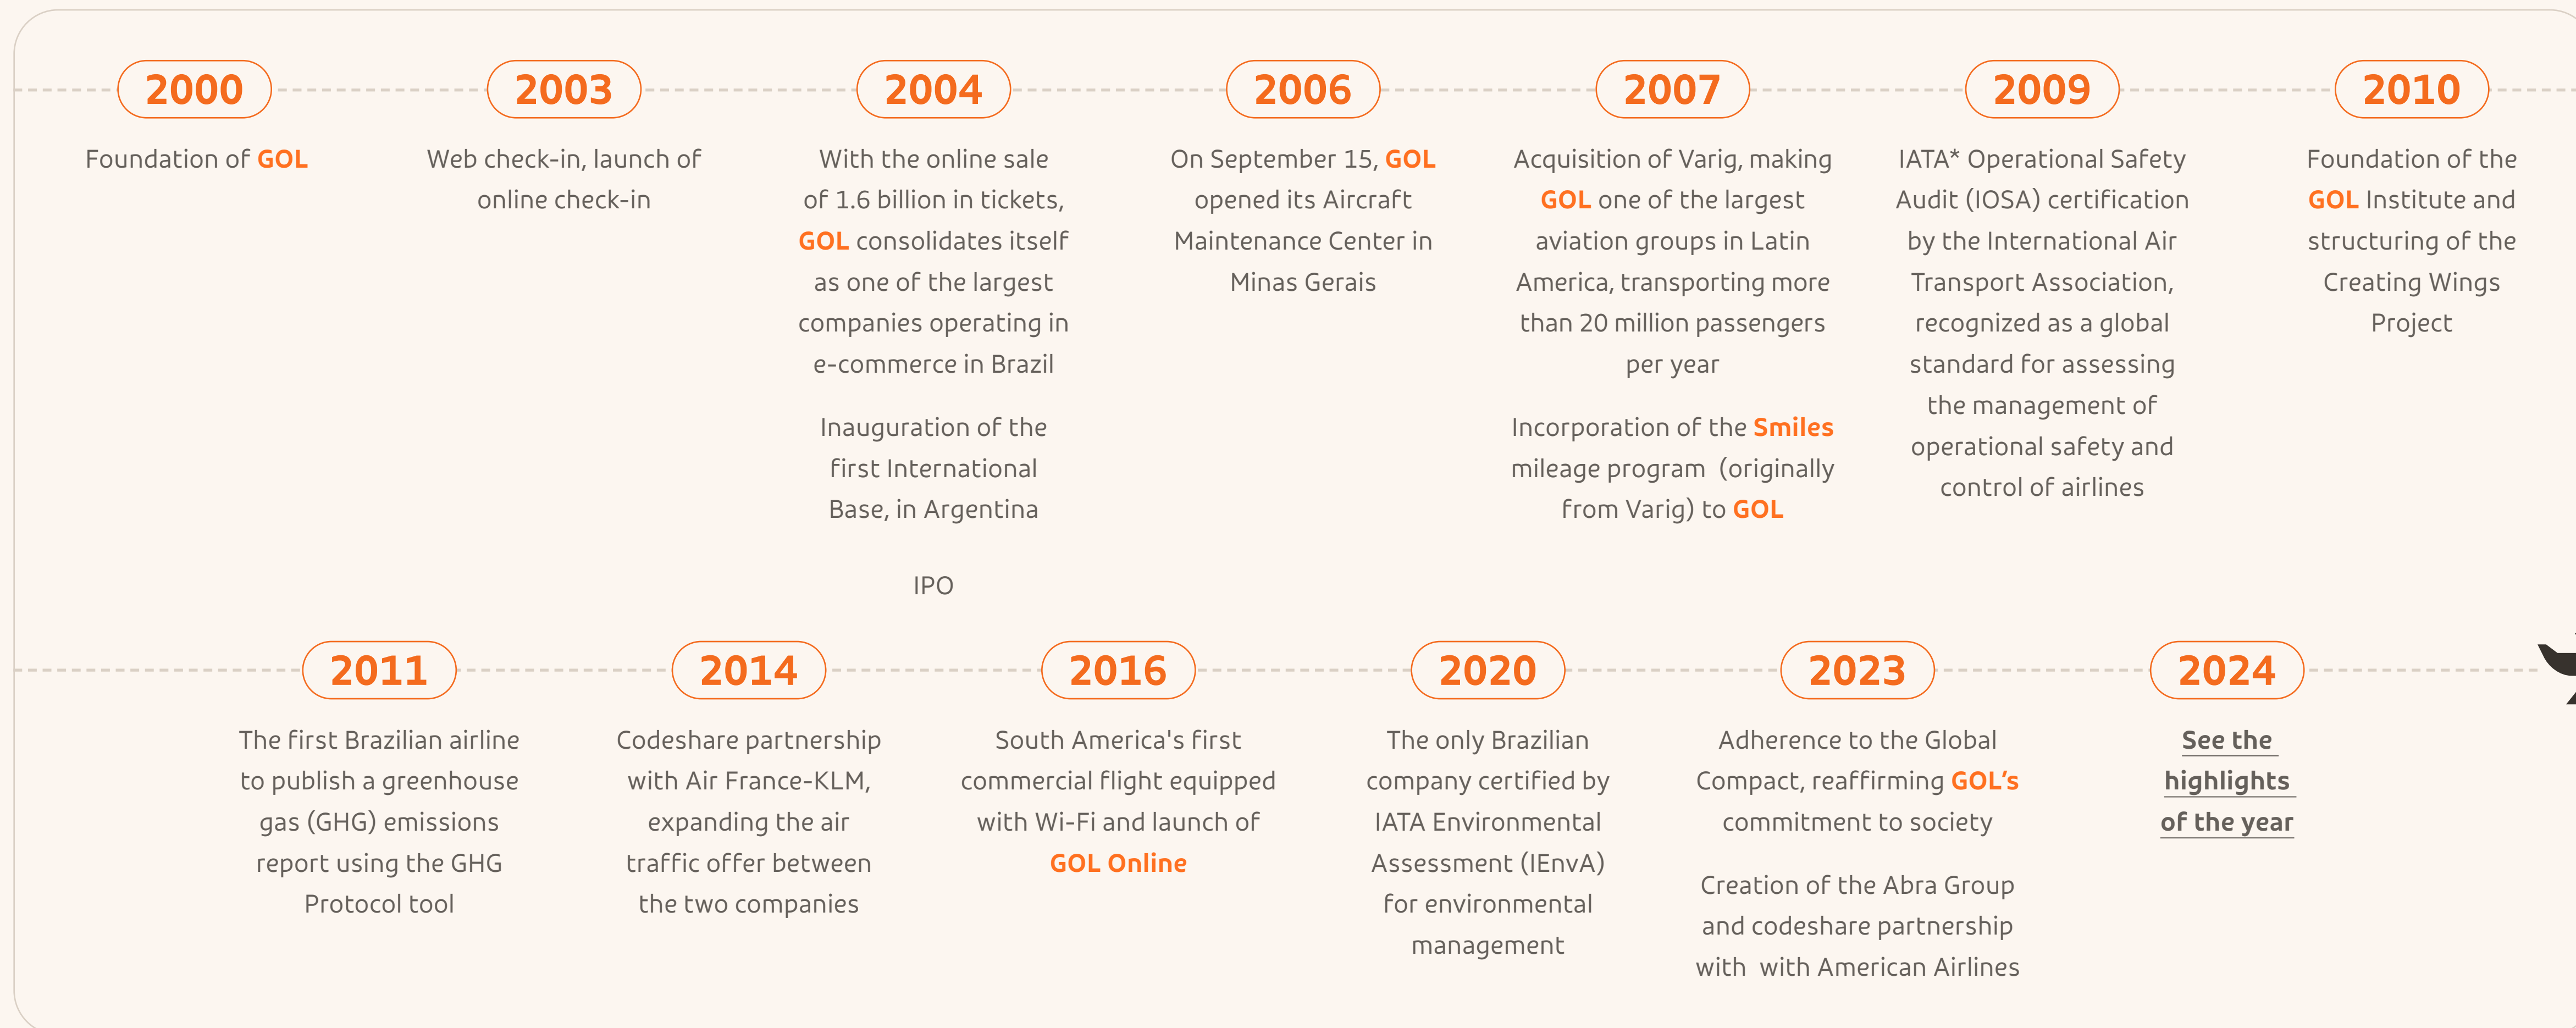 2000
Foundation of GOL
2003
Web check-in, launch of
online check-in
2004
With the online sale
of 1.6 billion in tickets,
GOL consolidates itself
as one of the largest
companies operating in
e-commerce in Brazil
Inauguration of the
first International
Base, in Argentina
IPO
2006
On September 15, GOL
opened its Aircraft
Maintenance Center in
Minas Gerais
2007
Acquisition of Varig, making
GOL one of the largest
aviation groups in Latin
America, transporting more
than 20 million passengers
per year
Incorporation of the Smiles
mileage program  (originally
from Varig) to GOL
2009
IATA* Operational Safety
Audit (IOSA) certification
by the International Air
Transport Association,
recognized as a global
standard for assessing
the management of
operational safety and
control of airlines
2010
Foundation of the
GOL Institute and
structuring of the
Creating Wings
Project
2011
The first Brazilian airline
to publish a greenhouse
gas (GHG) emissions
report using the GHG
Protocol tool
2014
Codeshare partnership
with Air France-KLM,
expanding the air
traffic offer between
the two companies
2016
South America's first
commercial flight equipped
with Wi-Fi and launch of
GOL Online
2020
The only Brazilian
company certified by
IATA Environmental
Assessment (IEnvA)
for environmental
management
2023
Adherence to the Global
Compact, reaffirming GOL’s
commitment to society
Creation of the Abra Group
and codeshare partnership
with  with American Airlines
2024
See the
highlights
of the year